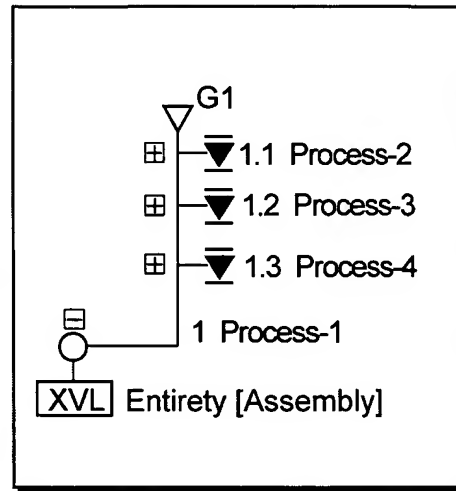 G1
1.1 Process-2
1.2 Process-3
1.3 Process-4
1 Process-1
XVL Entirety [Assembly]